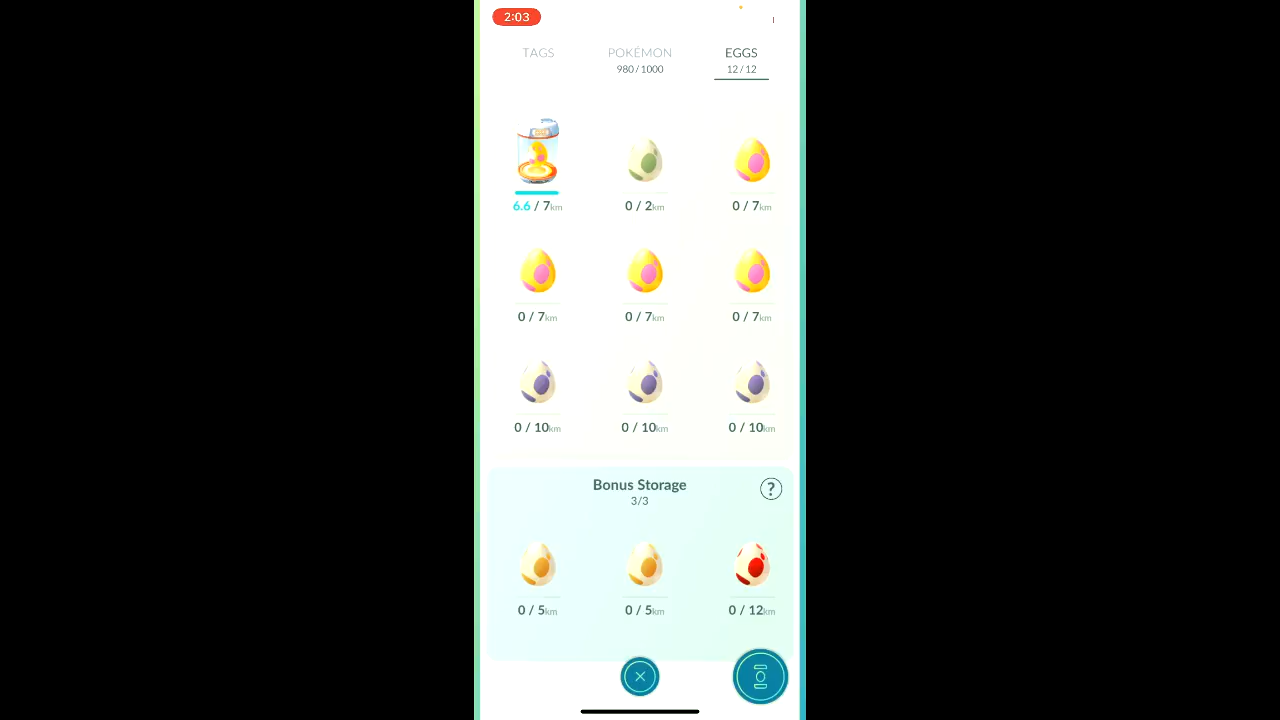 2:03
TAGS POKÉMON EGGS
980 / 1000 12 / 12
6.6 / 7km 0 / 2km 0 / 7km
0 / 7km 0 / 7km 0 / 7km
0 / 10km 0 / 10km 0 / 10km
Bonus Storage
?
3/3
0 / 5km 0 / 5km 0 / 12km